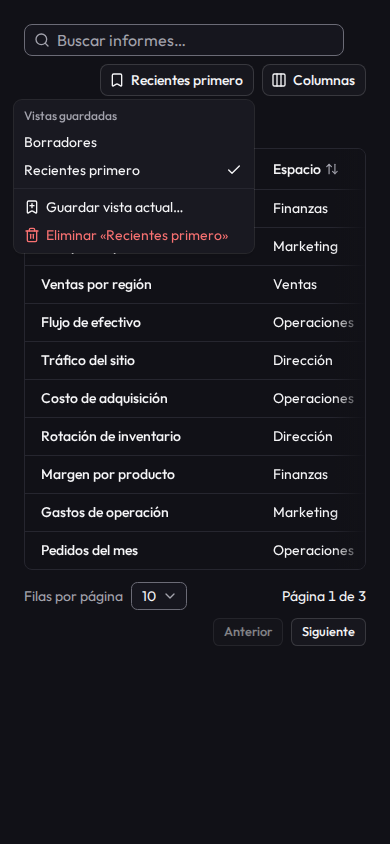 Buscar informes...
Recientes primero
Columnas
Vistas guardadas
Borradores
Recientes primero
Guardar vista actual...
Eliminar «Recientes primero»
Espacio
Finanzas
Marketing
Ventas por región Ventas
Flujo de efectivo Operaciones
Tráfico del sitio Dirección
Costo de adquisición Operaciones
Rotación de inventario Dirección
Margen por producto Finanzas
Gastos de operación Marketing
Pedidos del mes Operaciones
Filas por página 10 Página 1 de 3
Anterior Siguiente